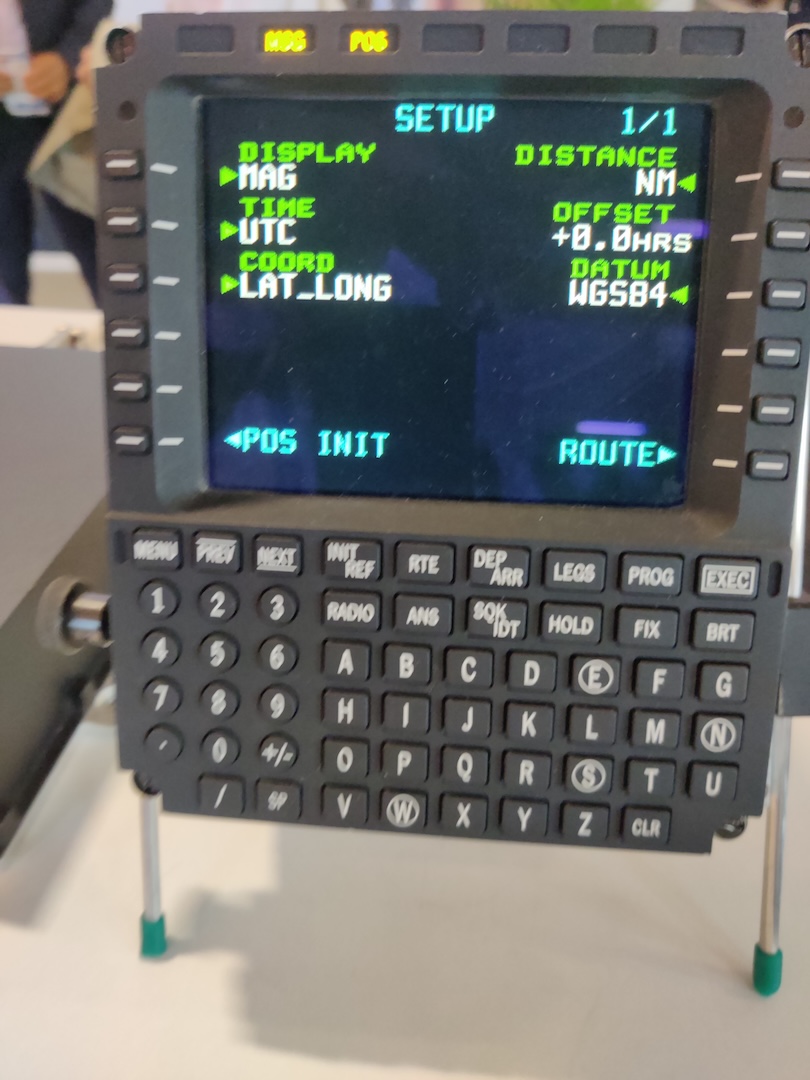 MSG POS
SETUP 1/1
DISPLAY DISTANCE
▶MAG NM◀
TIME OFFSET
▶UTC +0.0HRS
COORD DATUM
▶LAT_LONG WGS84◀
◀POS INIT ROUTE▶
MENU PREV NEXT INIT REF RTE DEP ARR LEGS PROG EXEC
1 2 3 RADIO ANS SQK IDT HOLD FIX BRT
4 5 6 A B C D E F G
7 8 9 H I J K L M N
. 0 +/- O P Q R S T U
/ SP V W X Y Z CLR